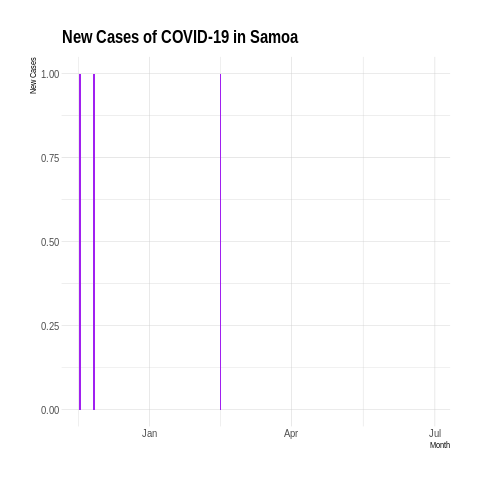 New Cases of COVID-19 in Samoa
New Cases
1.00
0.75
0.50
0.25
0.00
Jan
Apr
Jul
Month